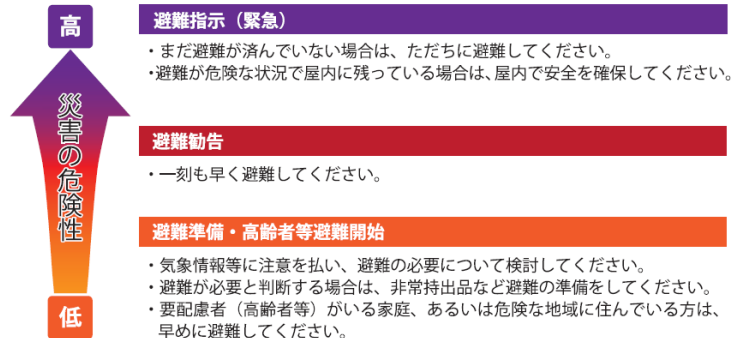 高
避難指示（緊急）
・まだ避難が済んでいない場合は、ただちに避難してください。
・避難が危険な状況で屋内に残っている場合は、屋内で安全を確保してください。
災害の危険性
避難勧告
・一刻も早く避難してください。
避難準備・高齢者等避難開始
・気象情報等に注意を払い、避難の必要について検討してください。
・避難が必要と判断する場合は、非常持出品など避難の準備をしてください。
・要配慮者（高齢者等）がいる家庭、あるいは危険な地域に住んでいる方は、
早めに避難してください。
低